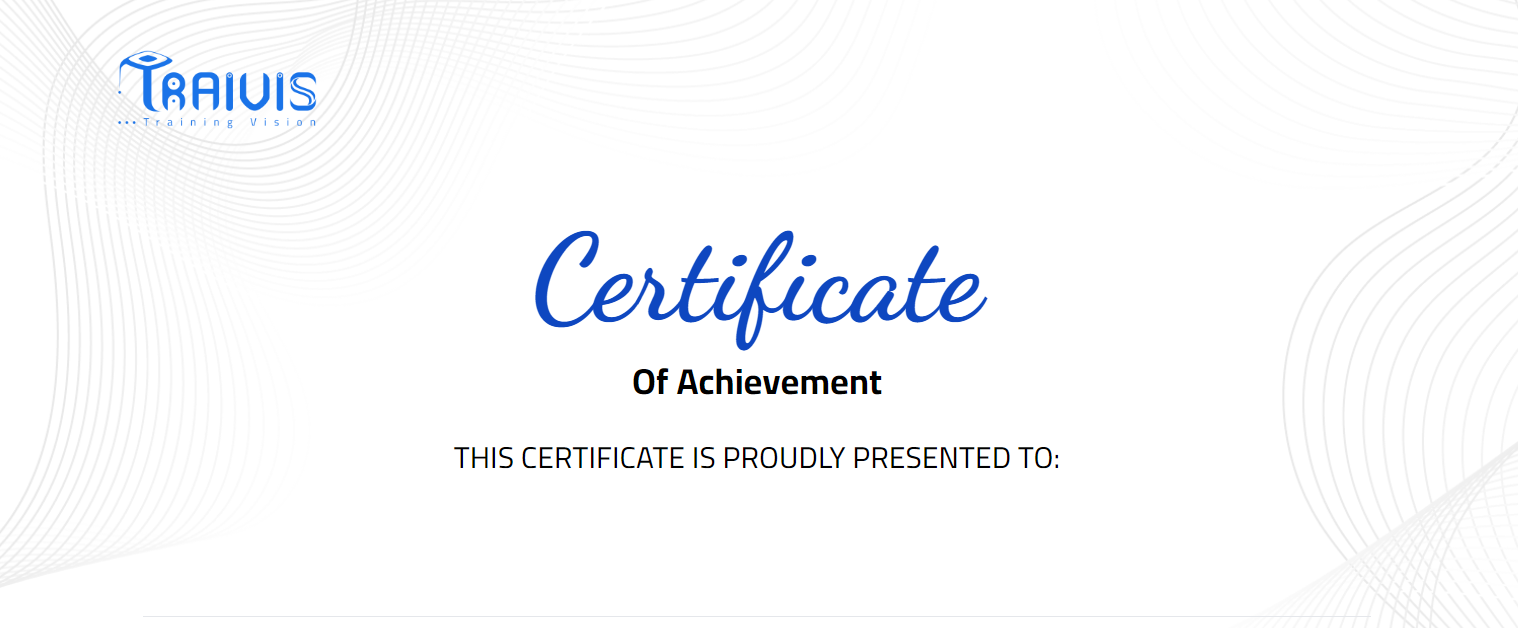 TRAIVIS
Training Vision
Certificate
Of Achievement
THIS CERTIFICATE IS PROUDLY PRESENTED TO: